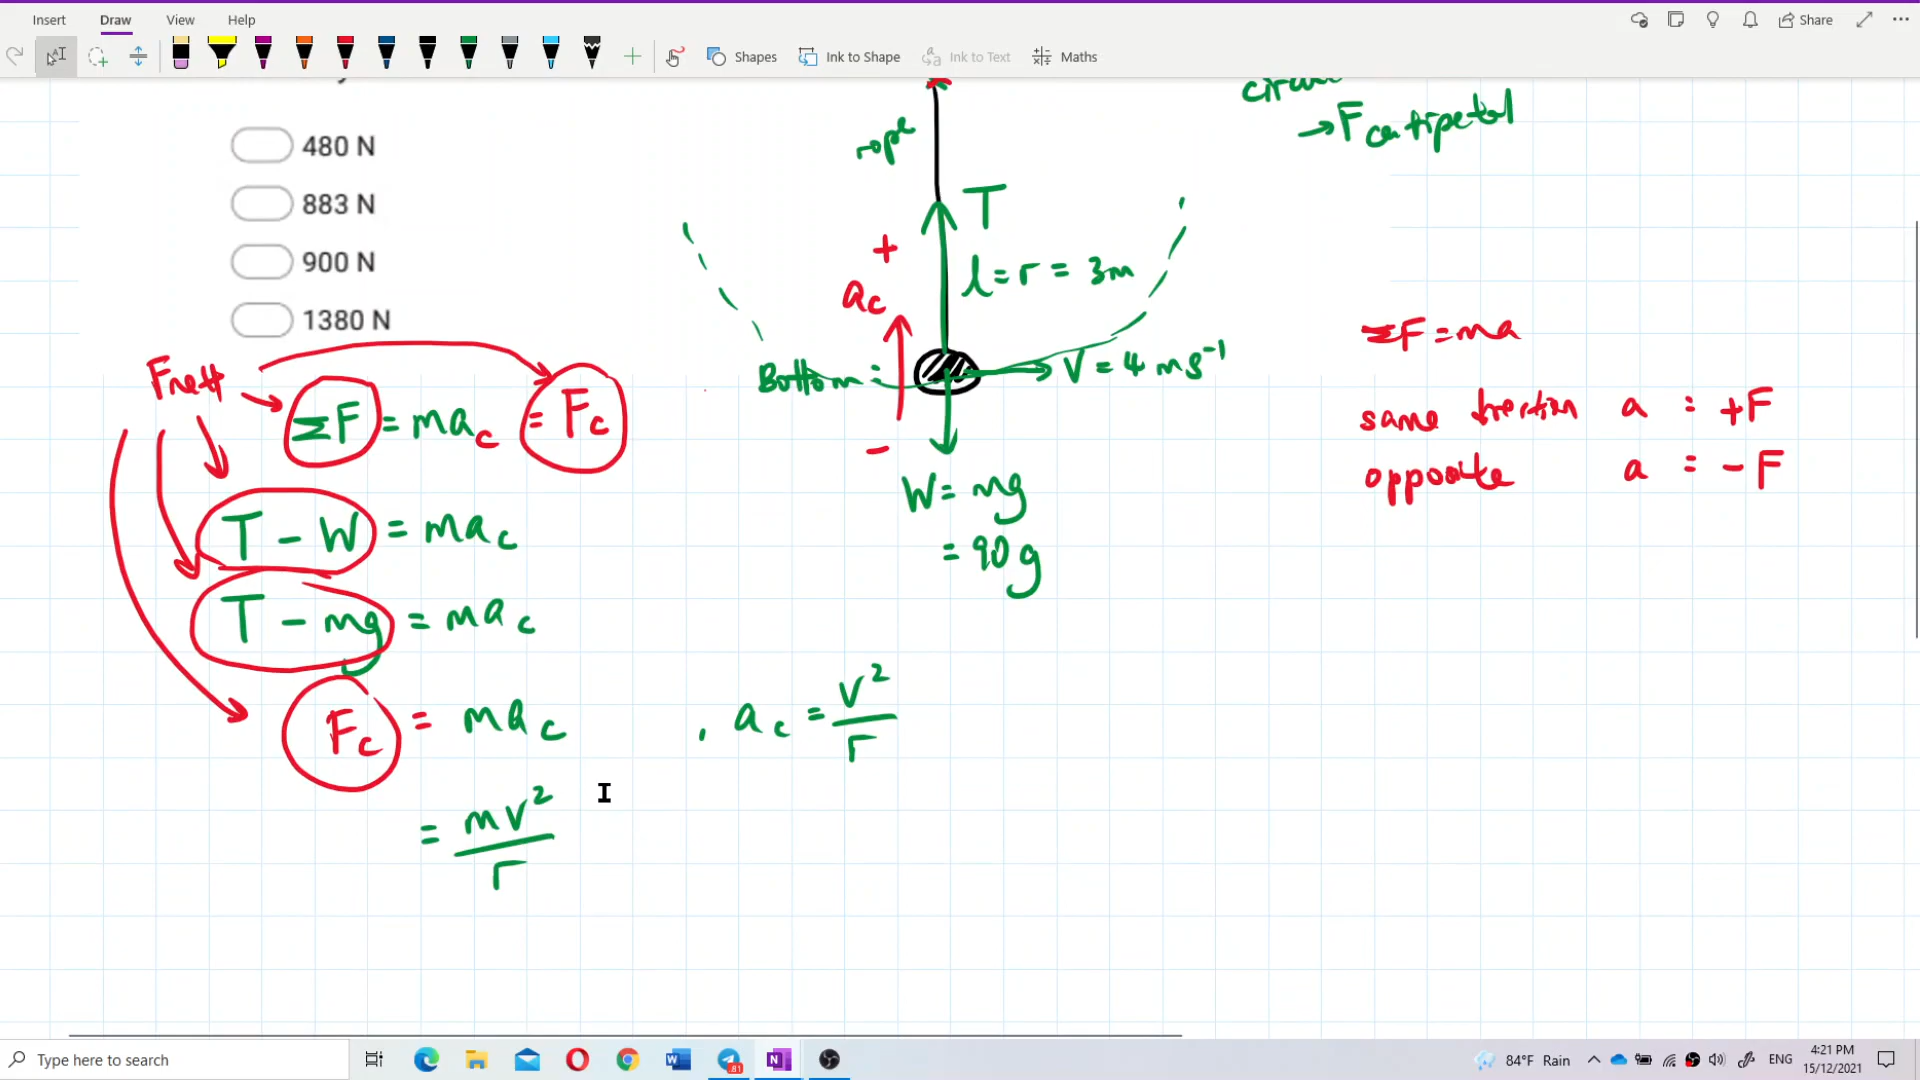 Insert Draw View Help Share
Shapes Ink to Shape Ink to Text Maths
→F centipetal
rope
480 N
883 N
900 N
1380 N
T
+
l = r = 3m
ac
Bottom :
V = 4 ms⁻¹
-
W = mg
= 90g
ΣF = ma
same direction a : +F
opposite a : - F
Fnett
ΣF = mac = Fc
T - W = mac
T - mg = mac
Fc = mac , ac = v²/r
= mv²/r
Type here to search
84°F Rain
ENG
4:21 PM
15/12/2021